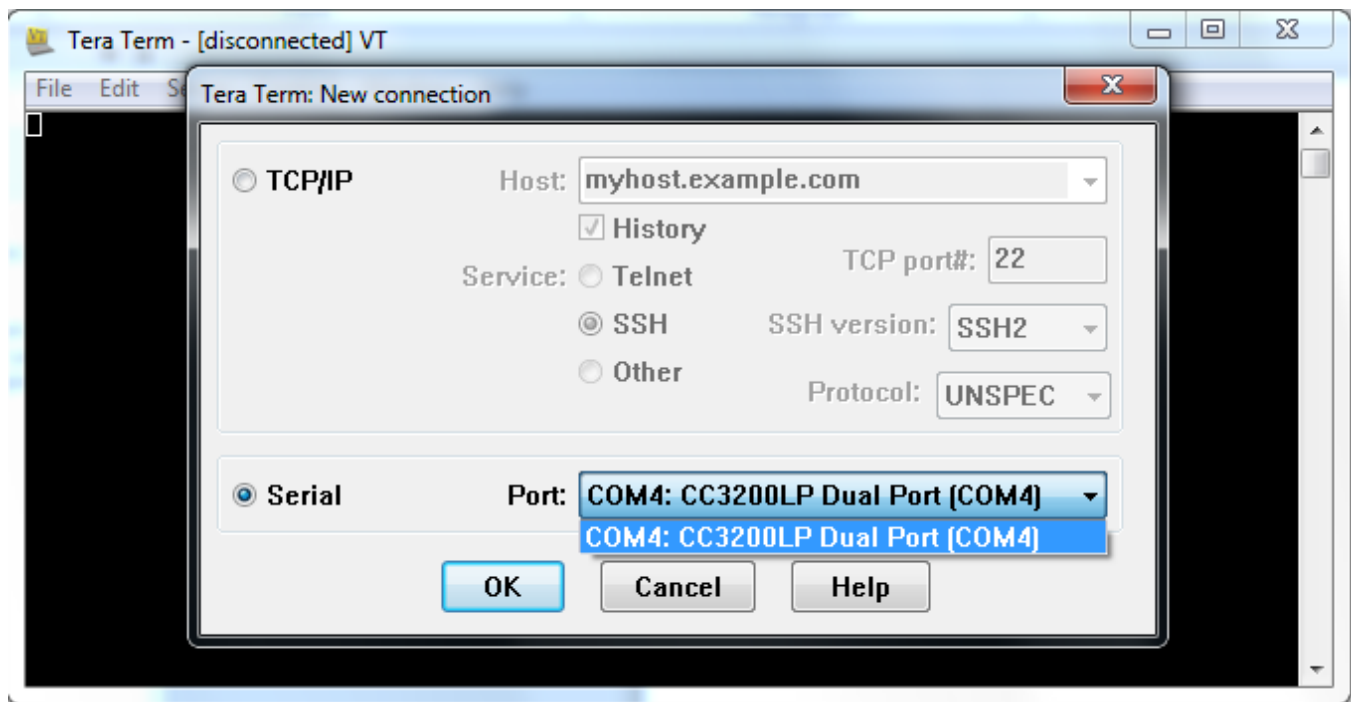 Tera Term - [disconnected] VT
File Edit Se
Tera Term: New connection
TCP/IP Host: myhost.example.com
History
Service: Telnet TCP port#: 22
SSH SSH version: SSH2
Other Protocol: UNSPEC
Serial Port: COM4: CC3200LP Dual Port (COM4)
COM4: CC3200LP Dual Port (COM4)
OK Cancel Help